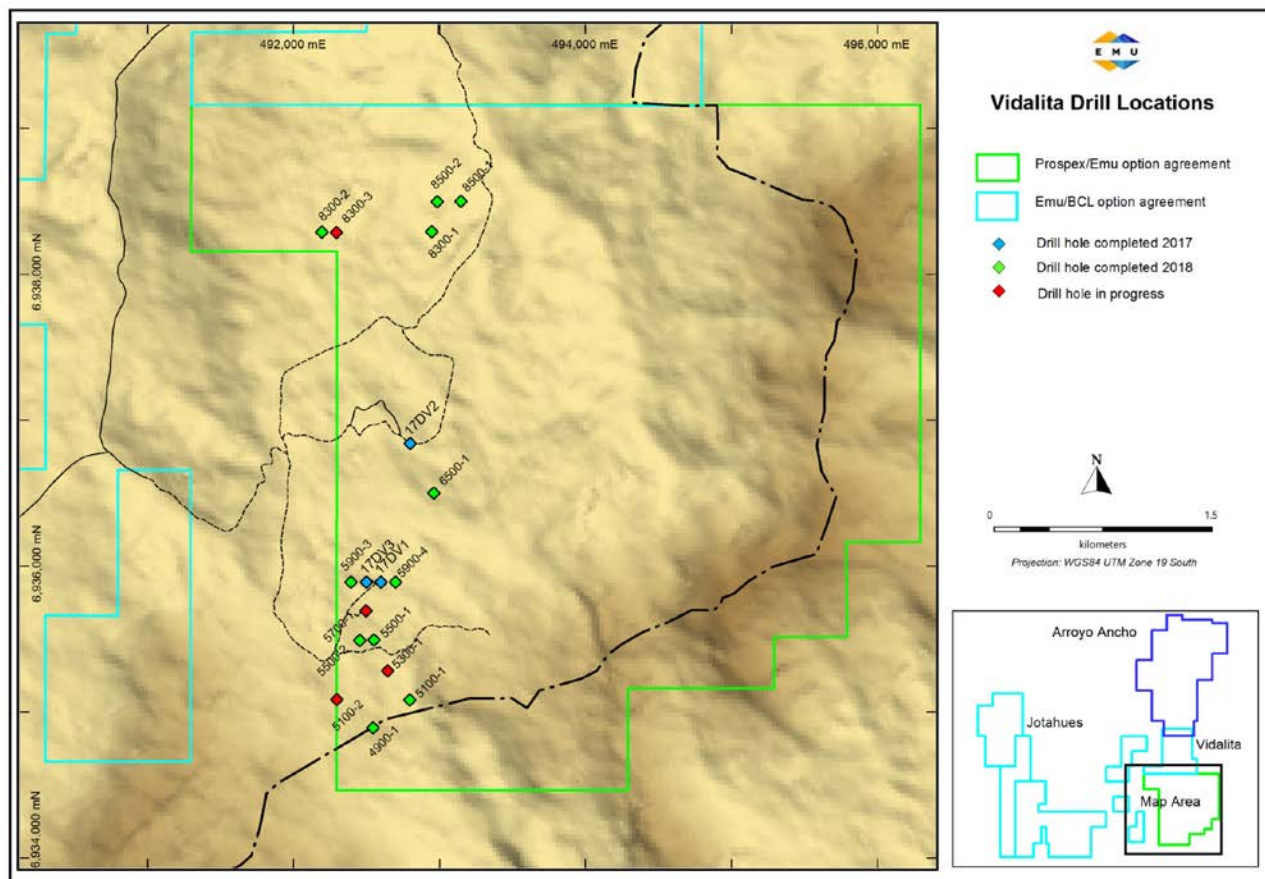 492,000 mE
494,000 mE
496,000 mE
6,938,000 mN
6,936,000 mN
6,934,000 mN
8500-2
8500-1
8300-2
8300-3
8300-1
17DV2
6500-1
5900-3
17DV3
17DV1
5900-4
5700-1
5500-1
5500-2
5300-1
5100-1
5100-2
4900-1
E M U
Vidalita Drill Locations
Prospex/Emu option agreement
Emu/BCL option agreement
Drill hole completed 2017
Drill hole completed 2018
Drill hole in progress
N
0 1.5
kilometers
Projection: WGS84 UTM Zone 19 South
Arroyo Ancho
Jotahues
Vidalita
Map Area